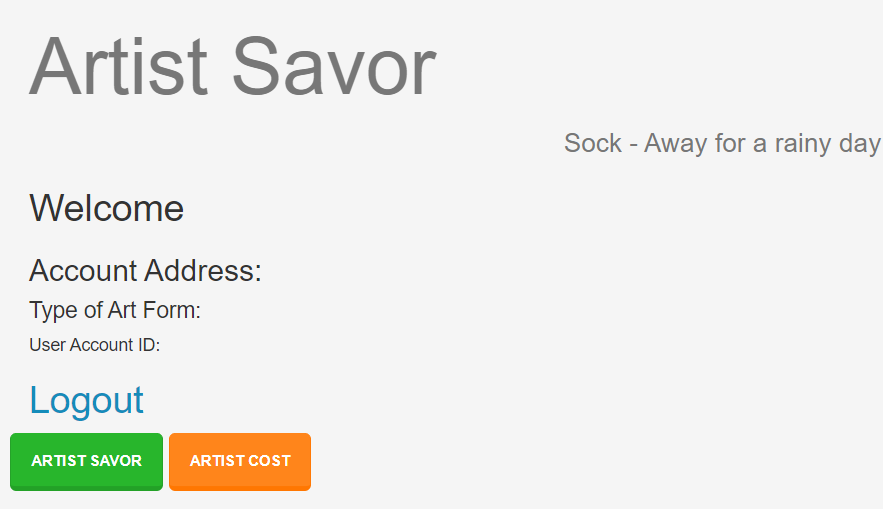 Artist Savor
Sock - Away for a rainy day
Welcome
Account Address:
Type of Art Form:
User Account ID:
Logout
ARTIST SAVOR ARTIST COST